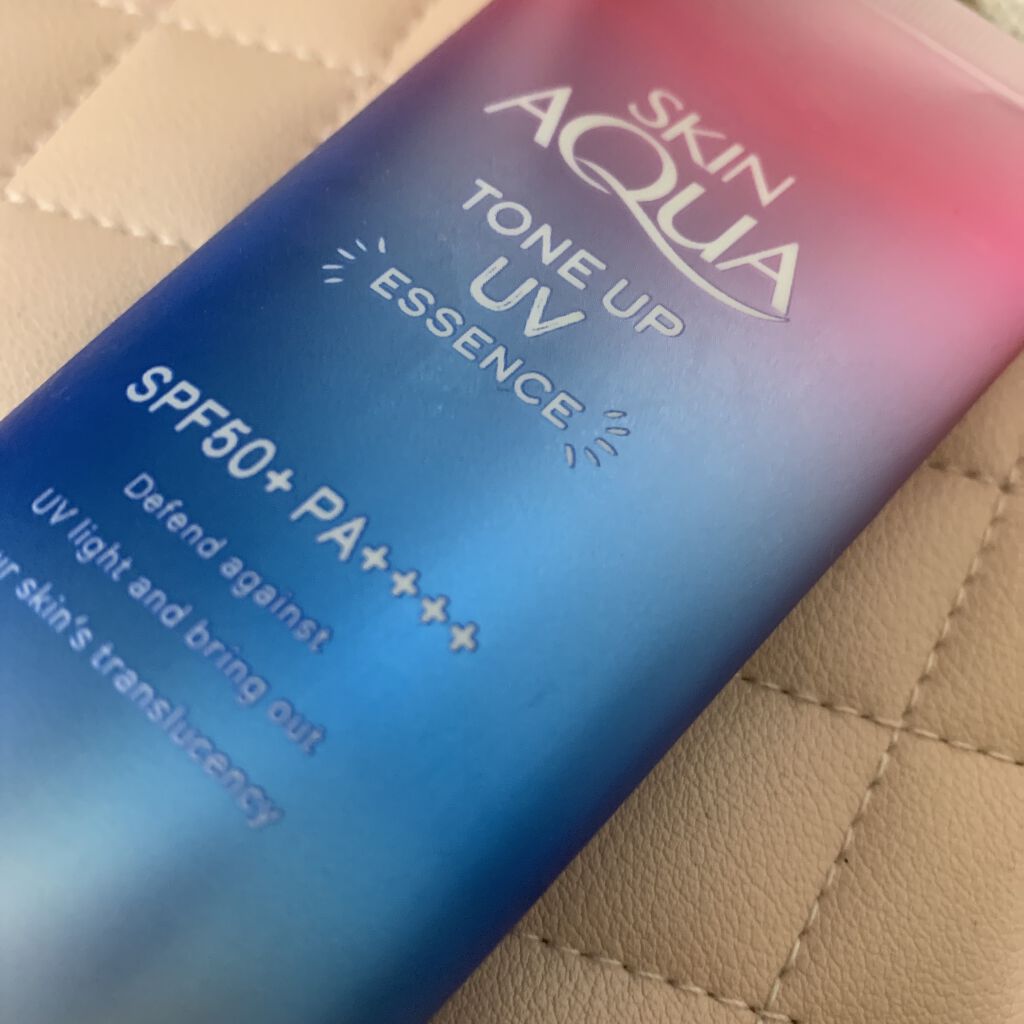 SKIN
AQUA
TONE UP
UV
ESSENCE
SPF50+ PA++++
Defend against
UV light and bring out
skin's translucency